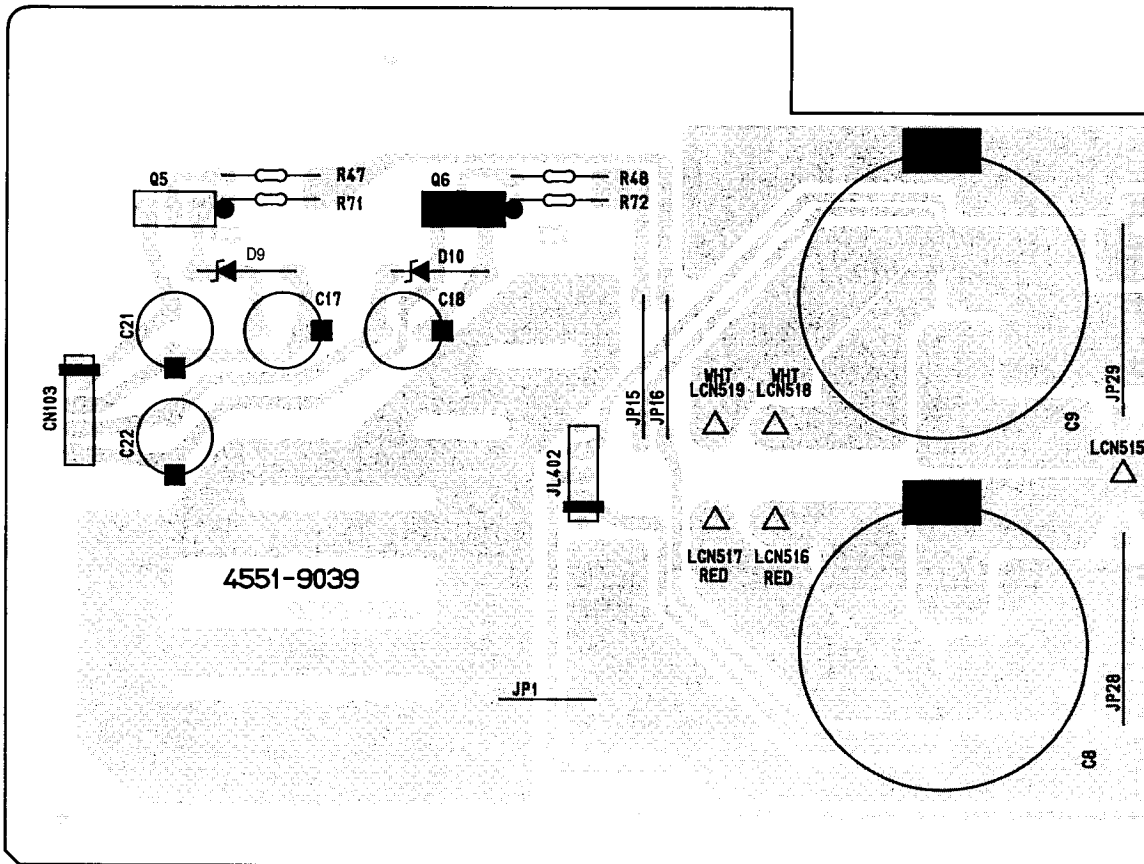 Q5
R47
R71
Q6
R48
R72
D9
D10
C21
C17
C18
CN103
C22
JP15
JP16
WHT
LCN519
WHT
LCN518
C9
JP29
LCN515
JL402
LCN517
RED
LCN516
RED
4551-9039
JP1
JP28
C8